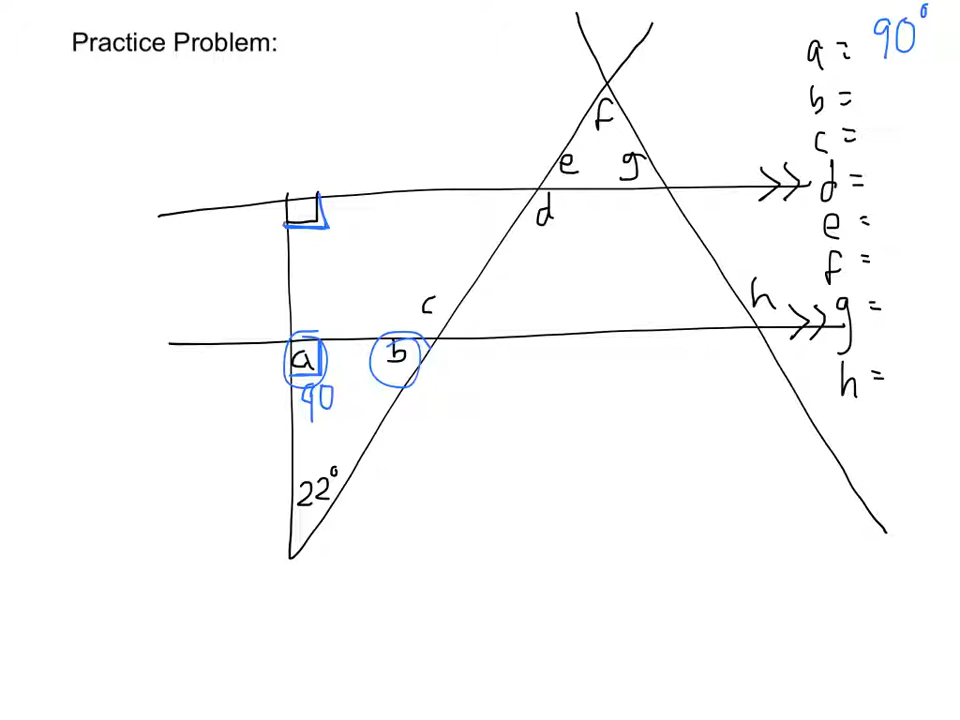 Practice Problem:
a = 90°
b =
c =
d =
e =
f =
g =
h =
f
e g
d
c h
a b
90
22°